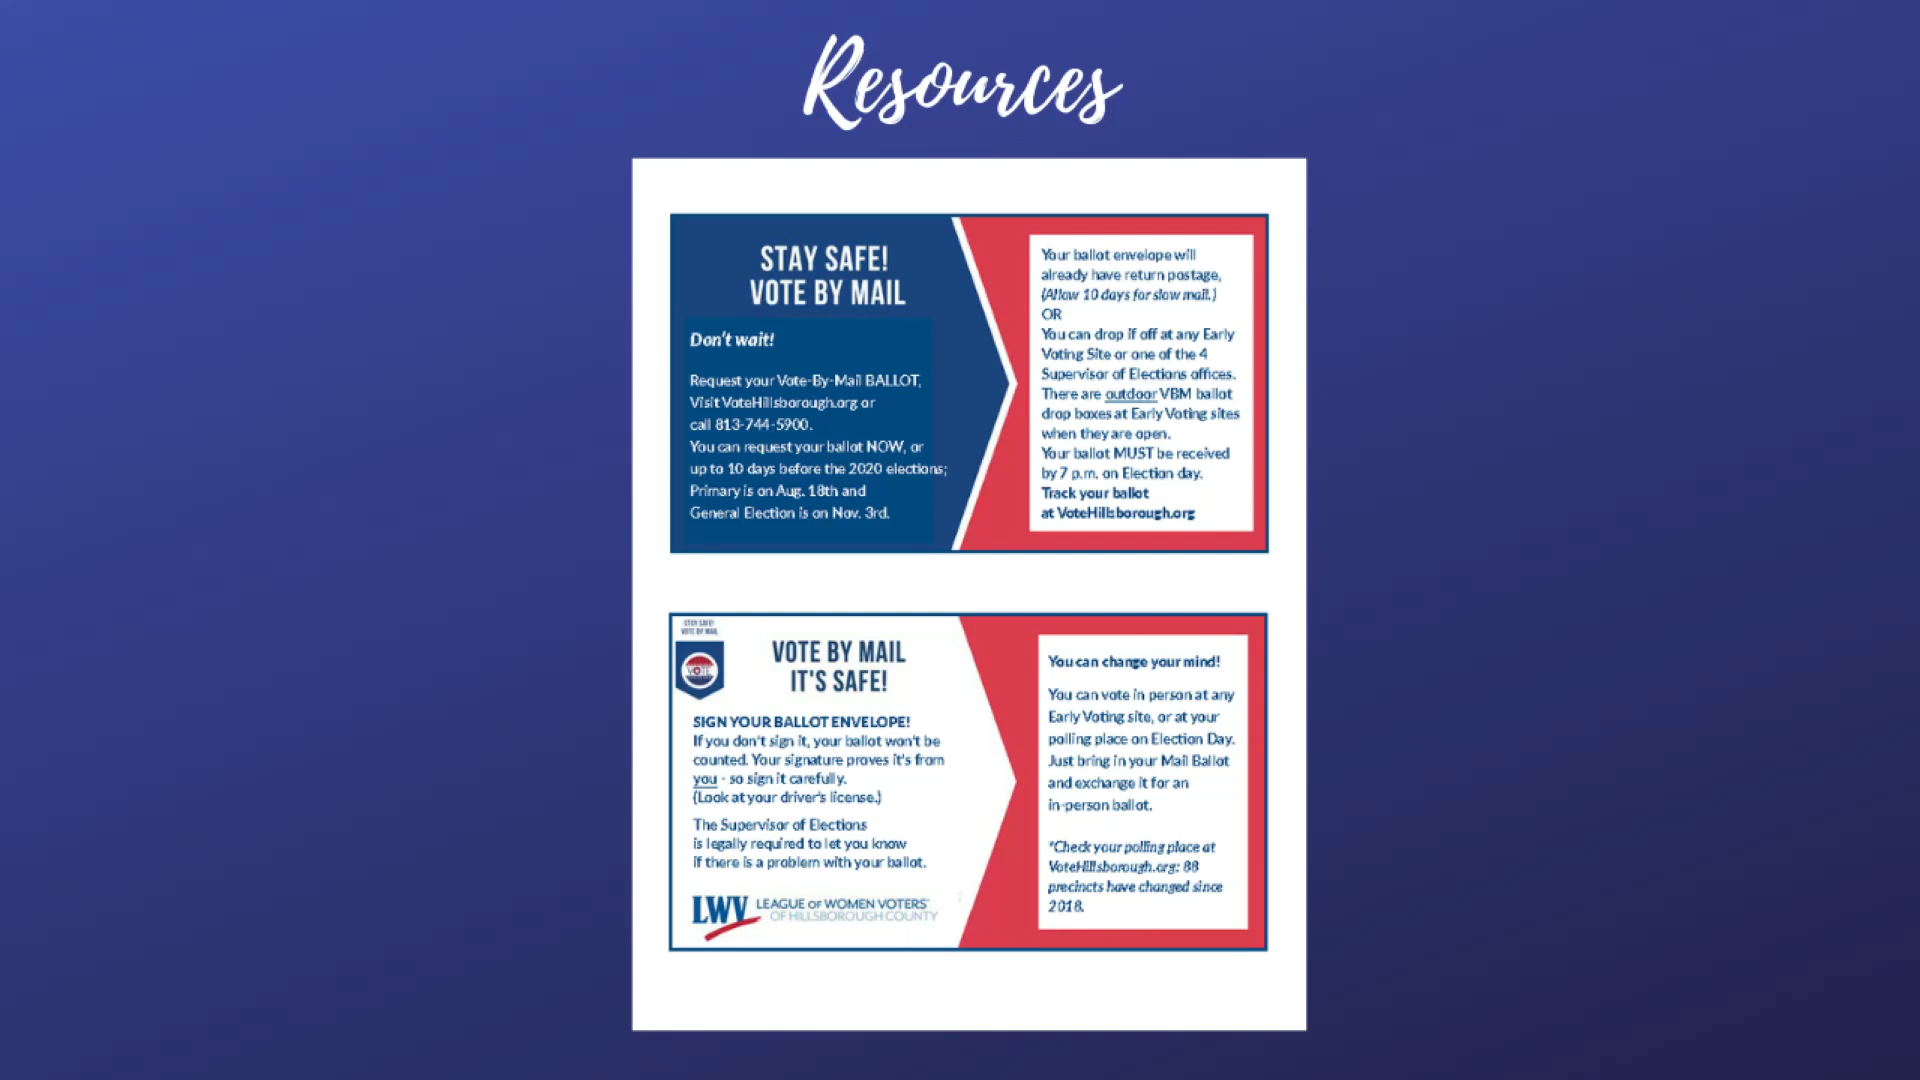 Resources
STAY SAFE!
VOTE BY MAIL
Don't wait!
Request your Vote-By-Mail BALLOT,
Visit VoteHillsborough.org or
call 813-744-5900.
You can request your ballot NOW, or
up to 10 days before the 2020 elections;
Primary is on Aug. 18th and
General Election is on Nov. 3rd.
Your ballot envelope will
already have return postage,
(Allow 10 days for slow mail.)
OR
You can drop if off at any Early
Voting Site or one of the 4
Supervisor of Elections offices.
There are outdoor VBM ballot
drop boxes at Early Voting sites
when they are open.
Your ballot MUST be received
by 7 p.m. on Election day.
Track your ballot
at VoteHillsborough.org
STAY SAFE!
VOTE BY MAIL
VOTE
VOTE BY MAIL
IT'S SAFE!
SIGN YOUR BALLOT ENVELOPE!
If you don't sign it, your ballot won't be
counted. Your signature proves it's from
you - so sign it carefully.
(Look at your driver's license.)
The Supervisor of Elections
is legally required to let you know
if there is a problem with your ballot.
LWV LEAGUE OF WOMEN VOTERS®
OF HILLSBOROUGH COUNTY
You can change your mind!
You can vote in person at any
Early Voting site, or at your
polling place on Election Day.
Just bring in your Mail Ballot
and exchange it for an
in-person ballot.
*Check your polling place at
VoteHillsborough.org: 88
precincts have changed since
2018.